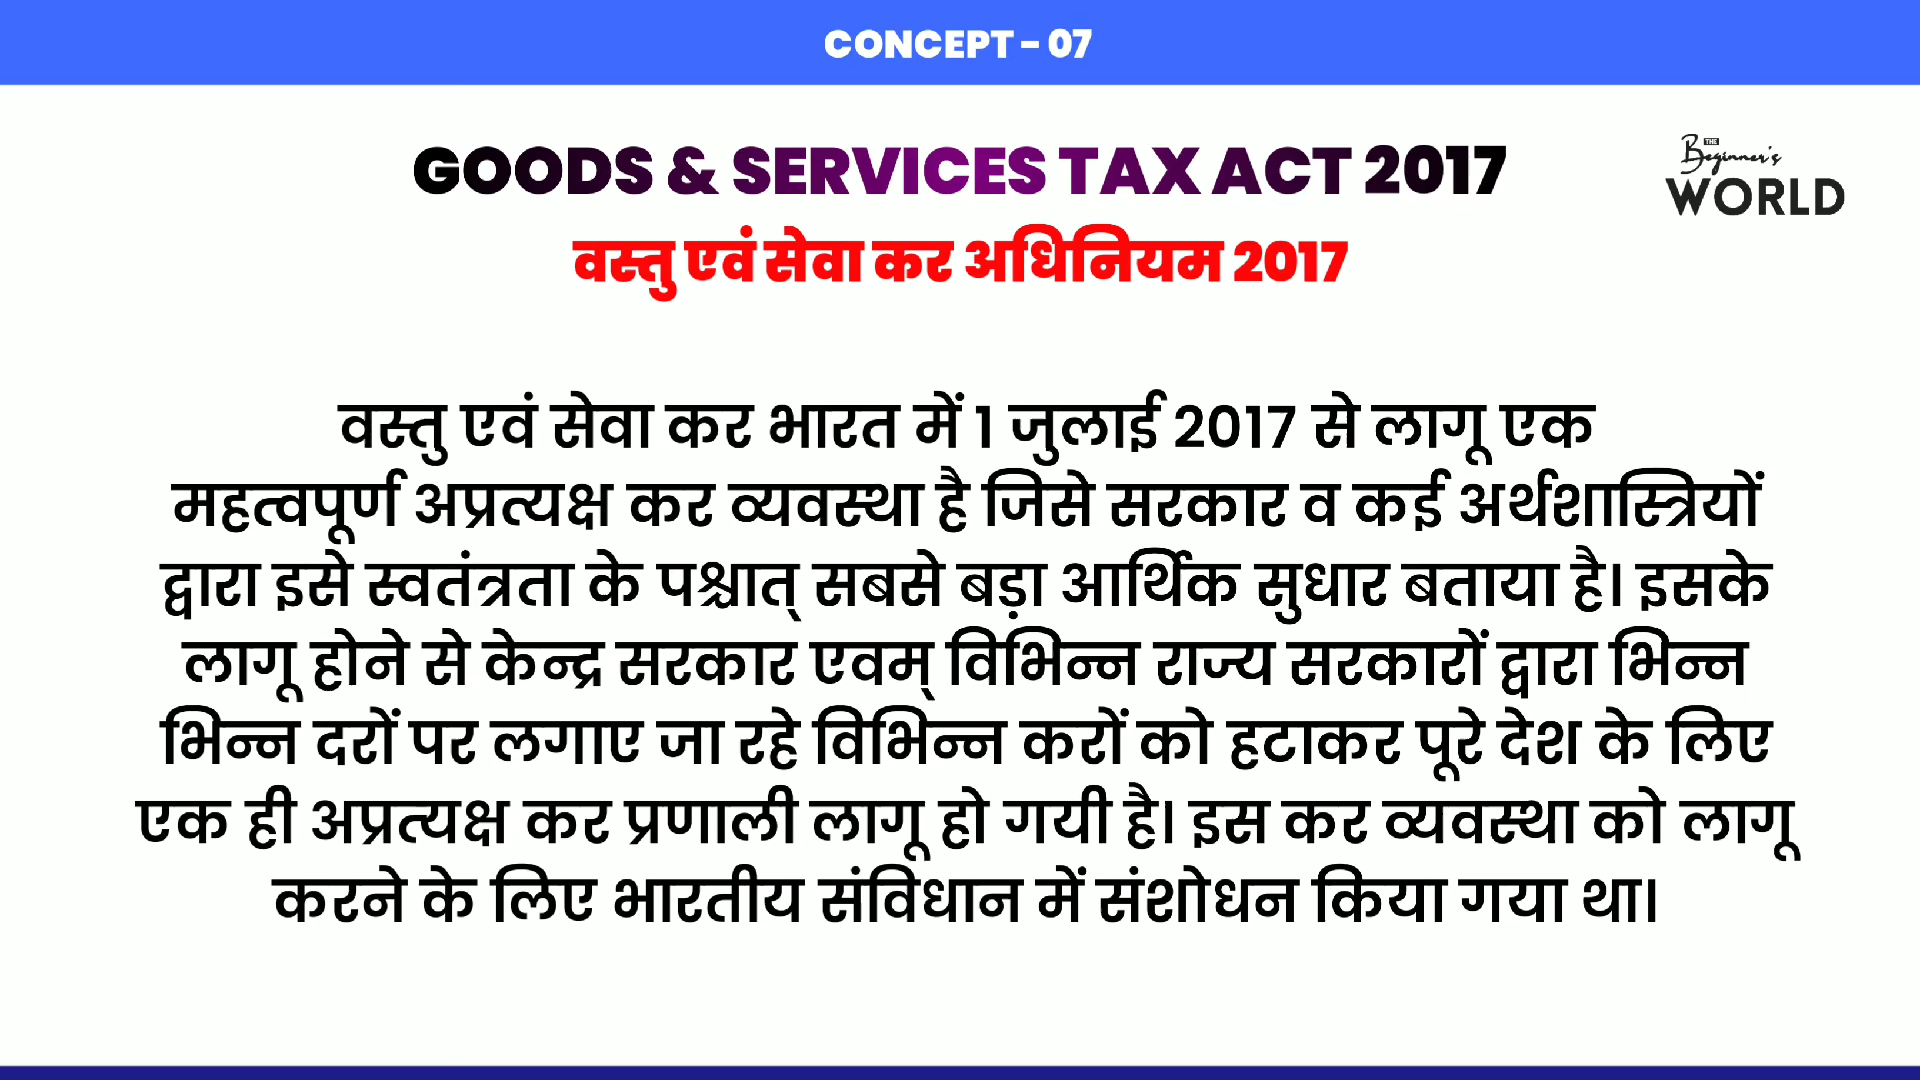 CONCEPT - 07
GOODS & SERVICES TAX ACT 2017
THE
Beginner's
WORLD
वस्तु एवं सेवा कर अधिनियम 2017
वस्तु एवं सेवा कर भारत में 1 जुलाई 2017 से लागू एक
महत्वपूर्ण अप्रत्यक्ष कर व्यवस्था है जिसे सरकार व कई अर्थशास्त्रियों
द्वारा इसे स्वतंत्रता के पश्चात् सबसे बड़ा आर्थिक सुधार बताया है। इसके
लागू होने से केन्द्र सरकार एवम् विभिन्न राज्य सरकारों द्वारा भिन्न
भिन्न दरों पर लगाए जा रहे विभिन्न करों को हटाकर पूरे देश के लिए
एक ही अप्रत्यक्ष कर प्रणाली लागू हो गयी है। इस कर व्यवस्था को लागू
करने के लिए भारतीय संविधान में संशोधन किया गया था।